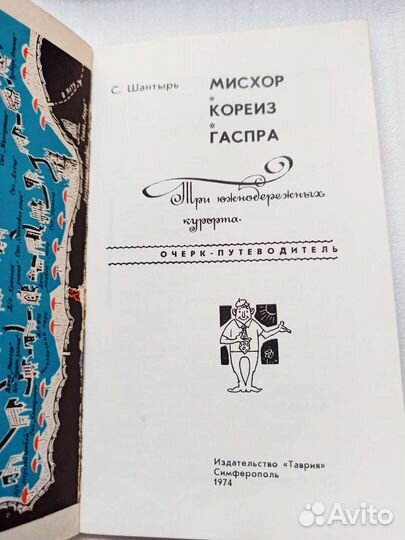 С. Шантырь
МИСХОР
*
КОРЕИЗ
*
ГАСПРА
Три южнобережных
курорта.
ОЧЕРК-ПУТЕВОДИТЕЛЬ
Издательство «Таврия»
Симферополь
1974
Avito